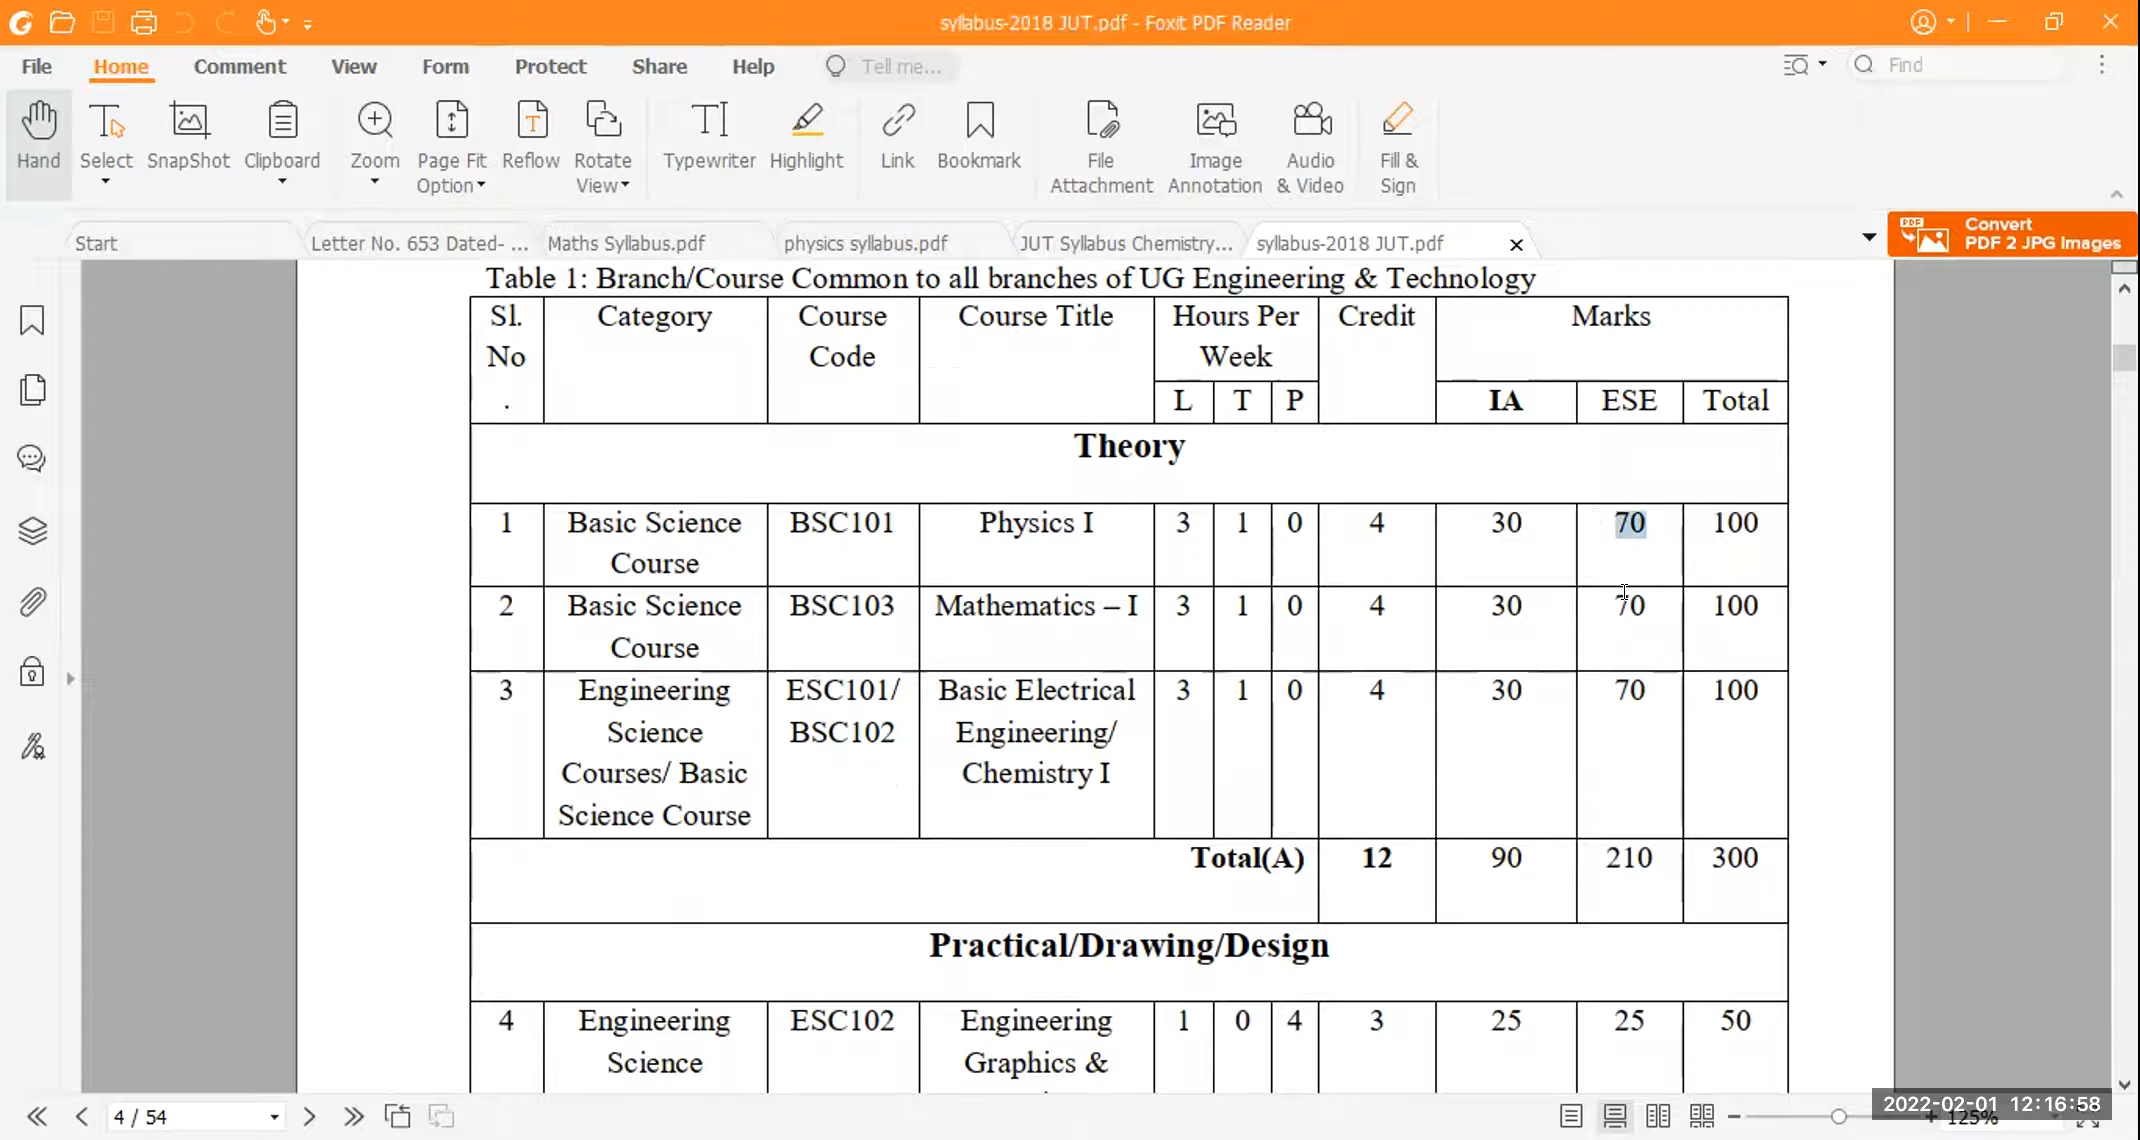 syllabus-2018 JUT.pdf - Foxit PDF Reader
File Home Comment View Form Protect Share Help Tell me... Find
Hand Select SnapShot Clipboard Zoom Page Fit Option Reflow Rotate View Typewriter Highlight Link Bookmark File Attachment Image Annotation Audio & Video Fill & Sign
Start Letter No. 653 Dated- ... Maths Syllabus.pdf physics syllabus.pdf JUT Syllabus Chemistry... syllabus-2018 JUT.pdf
PDF
Convert
PDF 2 JPG Images
Table 1: Branch/Course Common to all branches of UG Engineering & Technology
Sl. Category Course Course Title Hours Per Credit Marks
No Code Week
. L T P IA ESE Total
Theory
1 Basic Science BSC101 Physics I 3 1 0 4 30 70 100
Course
2 Basic Science BSC103 Mathematics – I 3 1 0 4 30 70 100
Course
3 Engineering ESC101/ Basic Electrical 3 1 0 4 30 70 100
Science BSC102 Engineering/
Courses/ Basic Chemistry I
Science Course
Total(A) 12 90 210 300
Practical/Drawing/Design
4 Engineering ESC102 Engineering 1 0 4 3 25 25 50
Science Graphics &
4 / 54
2022-02-01 12:16:58
125%